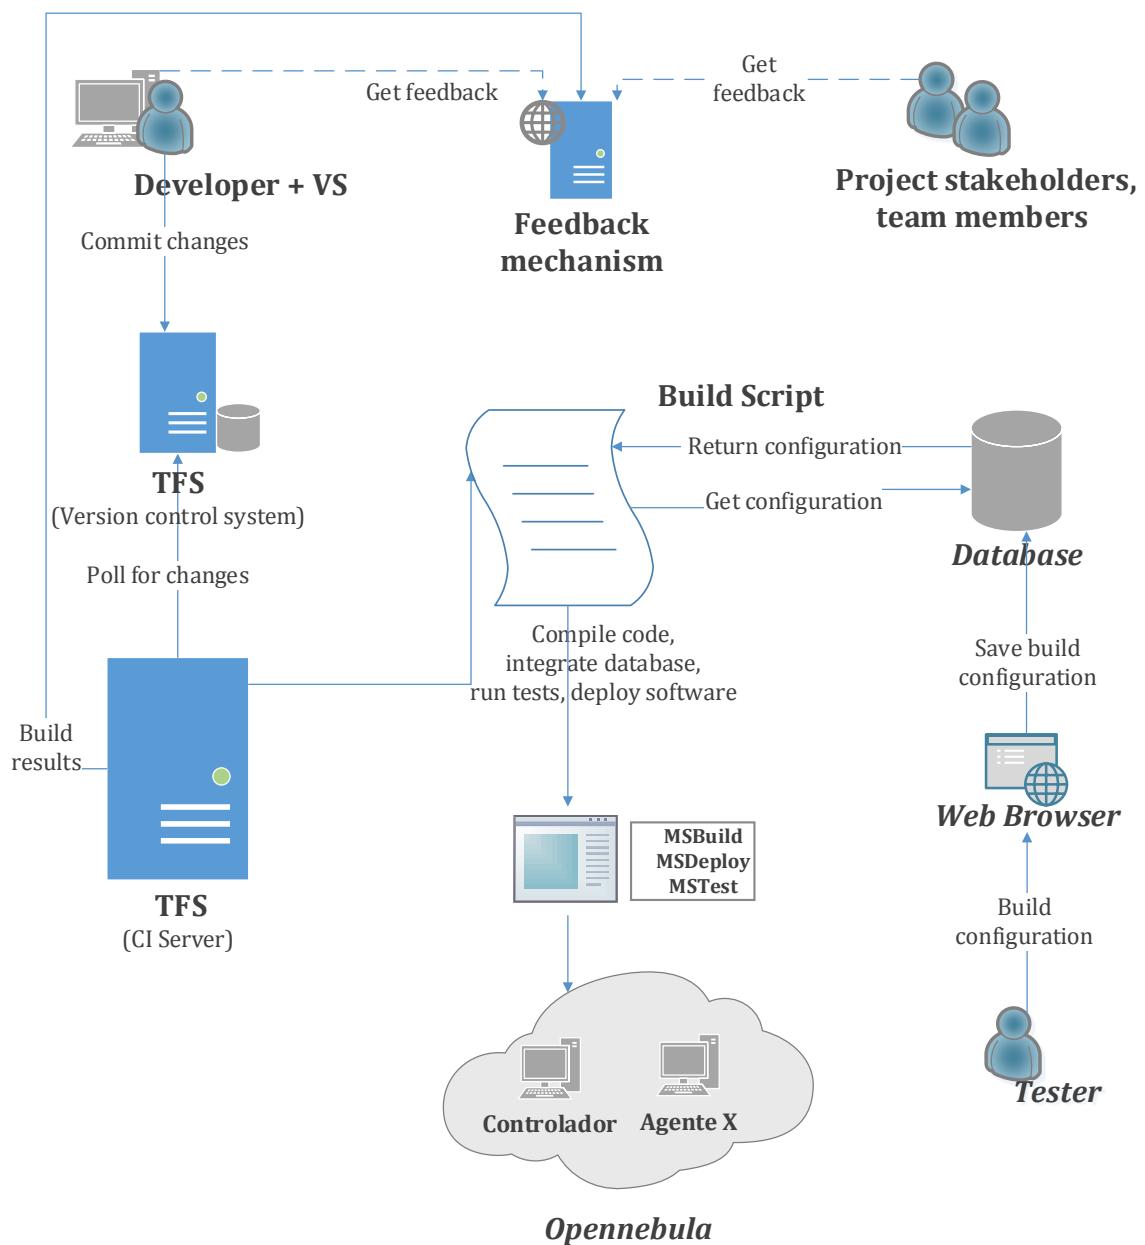 Get feedback
Get
feedback
Developer + VS
Feedback
mechanism
Project stakeholders,
team members
Commit changes
TFS
(Version control system)
Build Script
Return configuration
Get configuration
Database
Poll for changes
Compile code,
integrate database,
run tests, deploy software
Save build
configuration
Build
results
TFS
(CI Server)
MSBuild
MSDeploy
MSTest
Web Browser
Build
configuration
Tester
Controlador
Agente X
Opennebula